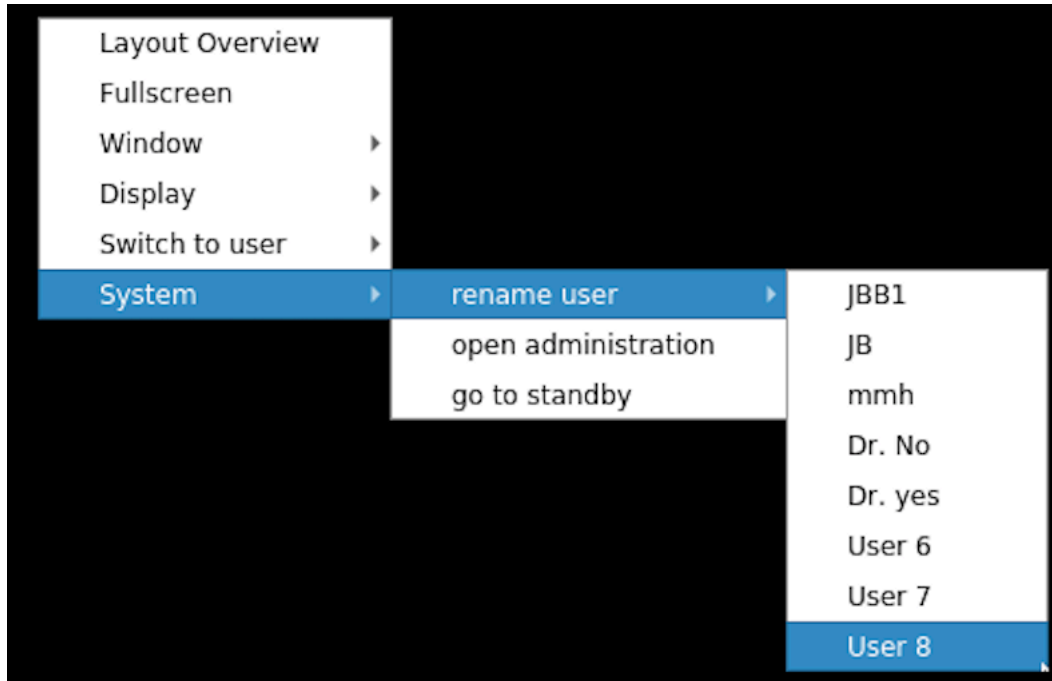 Layout Overview
Fullscreen
Window
Display
Switch to user
System
rename user
open administration
go to standby
JBB1
JB
mmh
Dr. No
Dr. yes
User 6
User 7
User 8